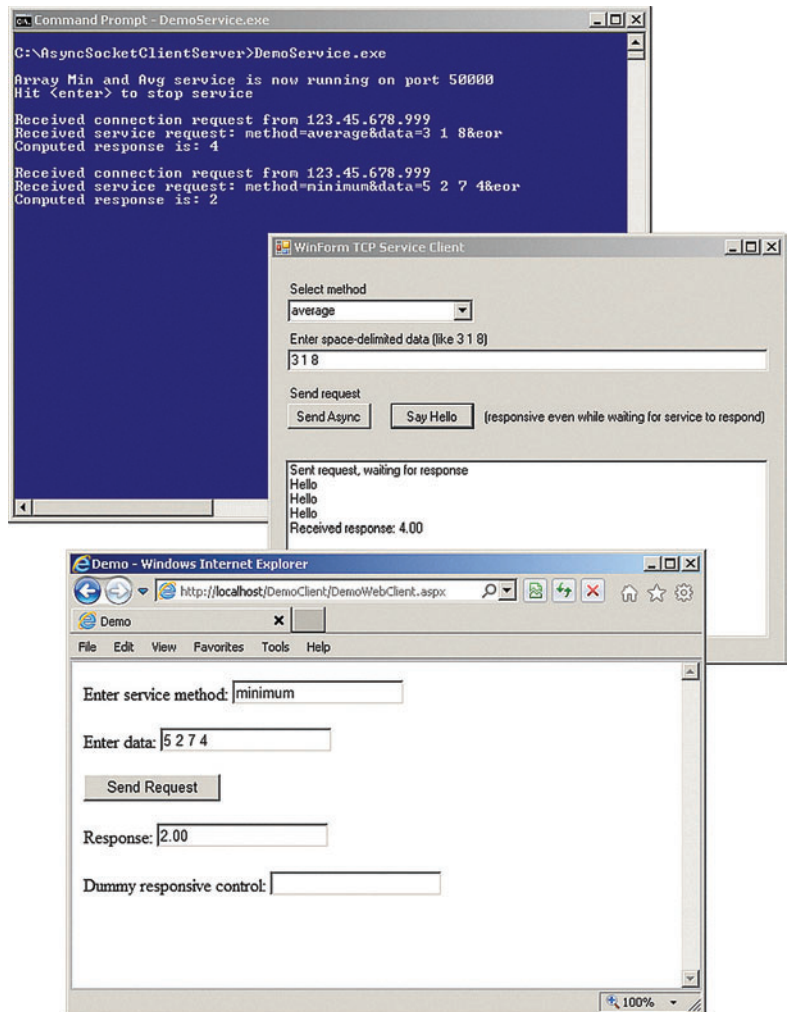 Command Prompt - DemoService.exe
C:\AsyncSocketClientServer>DemoService.exe
Array Min and Avg service is now running on port 50000
Hit <enter> to stop service
Received connection request from 123.45.678.999
Received service request: method=average&data=3 1 8&eor
Computed response is: 4
Received connection request from 123.45.678.999
Received service request: method=minimum&data=5 2 7 4&eor
Computed response is: 2
WinForm TCP Service Client
Select method
average
Enter space-delimited data (like 3 1 8)
3 1 8
Send request
Send Async Say Hello (responsive even while waiting for service to respond)
Sent request, waiting for response
Hello
Hello
Hello
Received response: 4.00
Demo - Windows Internet Explorer
http://localhost/DemoClient/DemoWebClient.aspx
Demo
File Edit View Favorites Tools Help
Enter service method: minimum
Enter data: 5 2 7 4
Send Request
Response: 2.00
Dummy responsive control:
100%